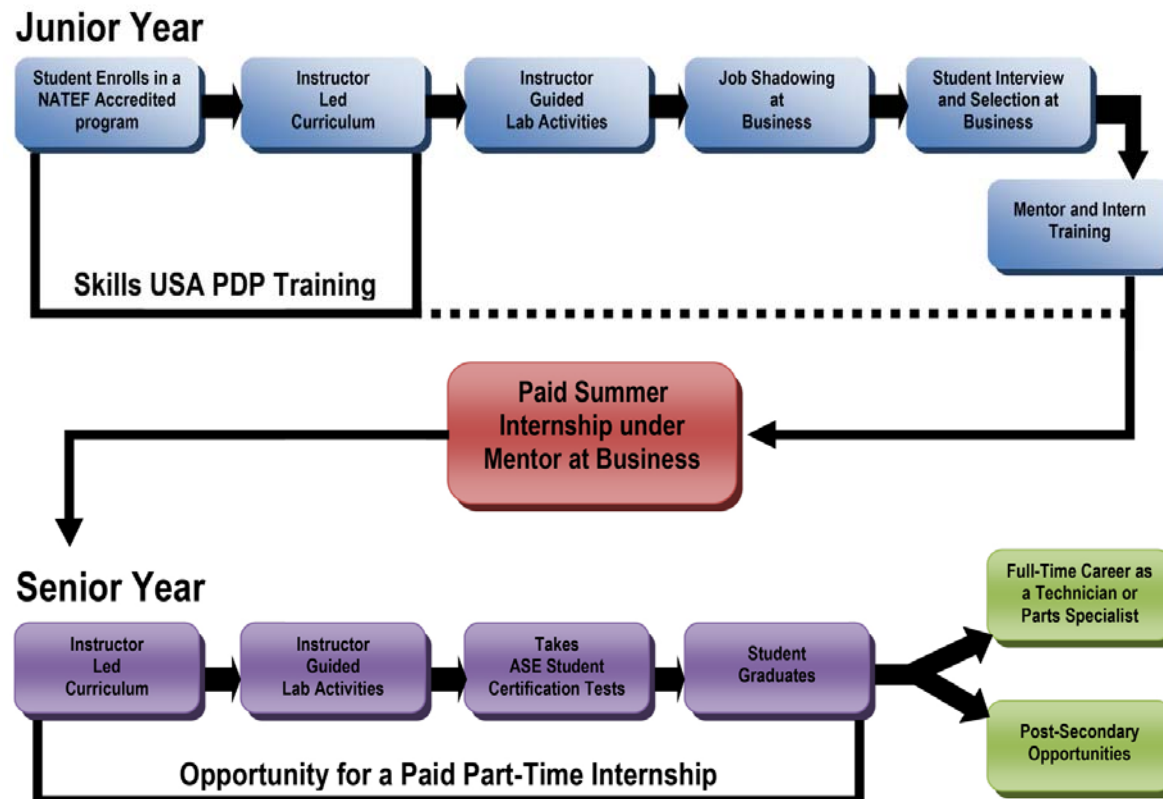 Junior Year
Student Enrolls in a
NATEF Accredited
program
Instructor
Led
Curriculum
Instructor
Guided
Lab Activities
Job Shadowing
at
Business
Student Interview
and Selection at
Business
Mentor and Intern
Training
Skills USA PDP Training
Paid Summer
Internship under
Mentor at Business
Senior Year
Instructor
Led
Curriculum
Instructor
Guided
Lab Activities
Takes
ASE Student
Certification Tests
Student
Graduates
Full-Time Career as
a Technician or
Parts Specialist
Post-Secondary
Opportunities
Opportunity for a Paid Part-Time Internship